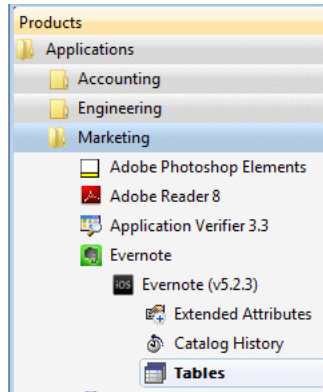 Products
Applications
Accounting
Engineering
Marketing
Adobe Photoshop Elements
Adobe Reader 8
Application Verifier 3.3
Evernote
iOS Evernote (v5.2.3)
Extended Attributes
Catalog History
Tables